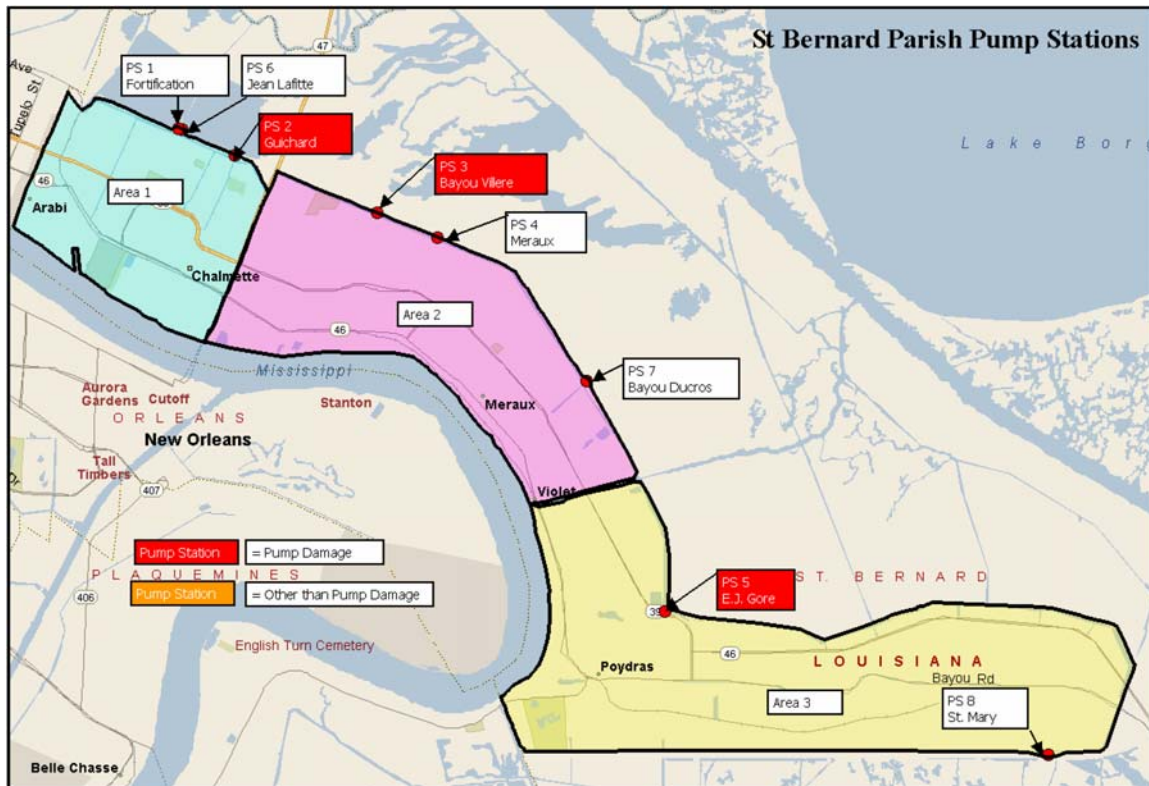 St Bernard Parish Pump Stations
Ave
Tupelo St
47
PS 1
Fortification
PS 6
Jean Lafitte
PS 2
Guichard
Lake Borg
PS 3
Bayou Villere
46
Area 1
Arabi
PS 4
Meraux
Chalmette
Area 2
46
Mississippi
PS 7
Bayou Ducros
Aurora
Gardens
Cutoff
Stanton
Meraux
ORLEANS
New Orleans
Tall
Timbers
Dr
407
Violet
Pump Station
= Pump Damage
PLAQUEMINES
Pump Station
= Other than Pump Damage
406
PS 5
E.J. Gore
ST. BERNARD
39
English Turn Cemetery
46
LOUISIANA
Poydras
Bayou Rd
Area 3
PS 8
St. Mary
Belle Chasse